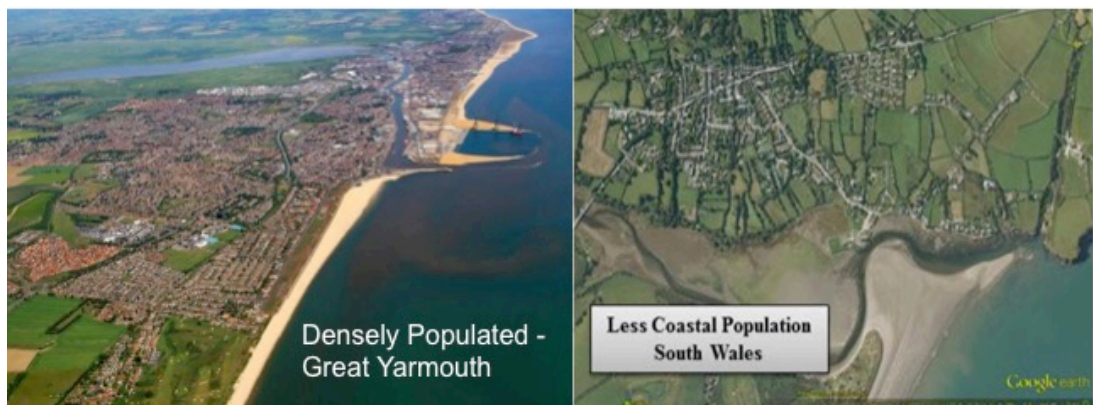 Densely Populated -
Great Yarmouth
Less Coastal Population
South Wales
Google earth